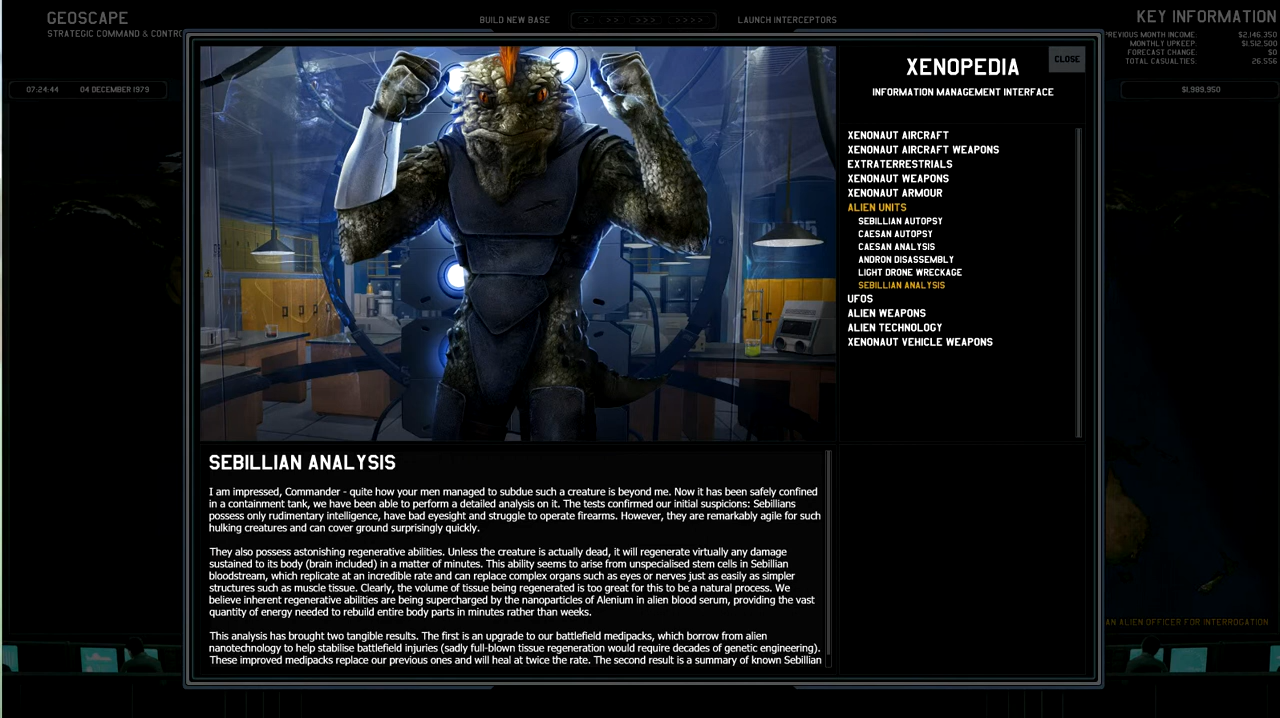 GEOSCAPE
STRATEGIC COMMAND & CONTRO
BUILD NEW BASE
> >> >>> >>>>
LAUNCH INTERCEPTORS
KEY INFORMATION
PREVIOUS MONTH INCOME: $2,146,350
MONTHLY UPKEEP: $1,512,500
FORECAST CHANGE: $0
TOTAL CASUALTIES: 26,556
07:24:44 04 DECEMBER 1979
$1,989,950
XENOPEDIA
CLOSE
INFORMATION MANAGEMENT INTERFACE
XENONAUT AIRCRAFT
XENONAUT AIRCRAFT WEAPONS
EXTRATERRESTRIALS
XENONAUT WEAPONS
XENONAUT ARMOUR
ALIEN UNITS
SEBILLIAN AUTOPSY
CAESAN AUTOPSY
CAESAN ANALYSIS
ANDRON DISASSEMBLY
LIGHT DRONE WRECKAGE
SEBILLIAN ANALYSIS
UFOS
ALIEN WEAPONS
ALIEN TECHNOLOGY
XENONAUT VEHICLE WEAPONS
SEBILLIAN ANALYSIS
I am impressed, Commander - quite how your men managed to subdue such a creature is beyond me. Now it has been safely confined
in a containment tank, we have been able to perform a detailed analysis on it. The tests confirmed our initial suspicions: Sebillians
possess only rudimentary intelligence, have bad eyesight and struggle to operate firearms. However, they are remarkably agile for such
hulking creatures and can cover ground surprisingly quickly.
They also possess astonishing regenerative abilities. Unless the creature is actually dead, it will regenerate virtually any damage
sustained to its body (brain included) in a matter of minutes. This ability seems to arise from unspecialised stem cells in Sebillian
bloodstream, which replicate at an incredible rate and can replace complex organs such as eyes or nerves just as easily as simpler
structures such as muscle tissue. Clearly, the volume of tissue being regenerated is too great for this to be a natural process. We
believe inherent regenerative abilities are being supercharged by the nanoparticles of Alenium in alien blood serum, providing the vast
quantity of energy needed to rebuild entire body parts in minutes rather than weeks.
This analysis has brought two tangible results. The first is an upgrade to our battlefield medipacks, which borrow from alien
nanotechnology to help stabilise battlefield injuries (sadly full-blown tissue regeneration would require decades of genetic engineering).
These improved medipacks replace our previous ones and will heal at twice the rate. The second result is a summary of known Sebillian
AN ALIEN OFFICER FOR INTERROGATION